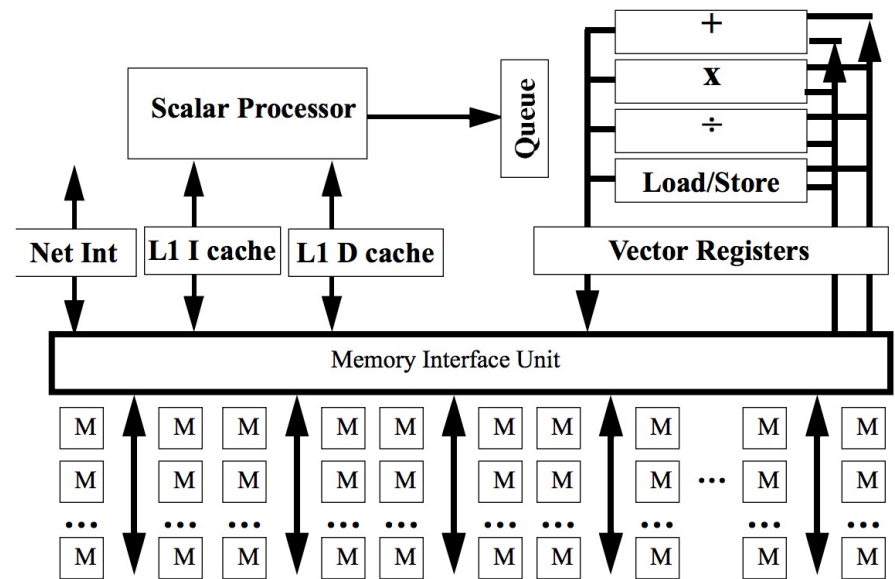 +
x
÷
Load/Store
Scalar Processor
Queue
Net Int
L1 I cache
L1 D cache
Vector Registers
Memory Interface Unit
M M M M M M M M M M
M M M M M M M M ... M M
... ... ... ... ... ... ... ... ... ...
M M M M M M M M M M